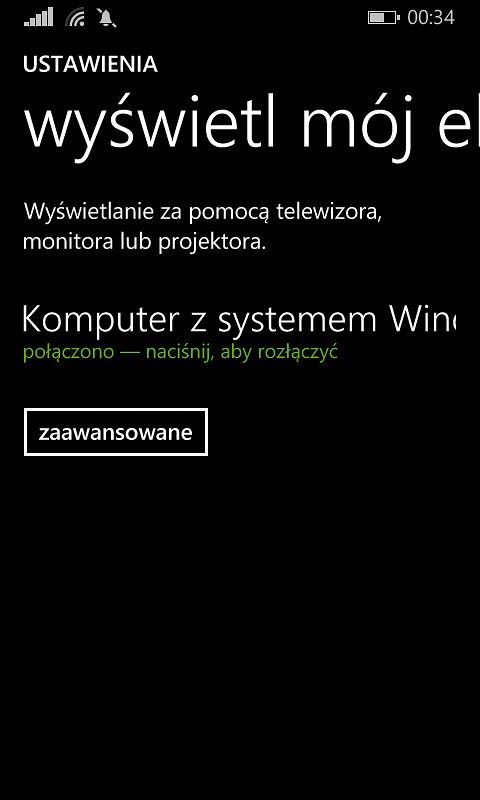 00:34
USTAWIENIA
wyświetl mój e
Wyświetlanie za pomocą telewizora,
monitora lub projektora.
Komputer z systemem Win
połączono — naciśnij, aby rozłączyć
zaawansowane